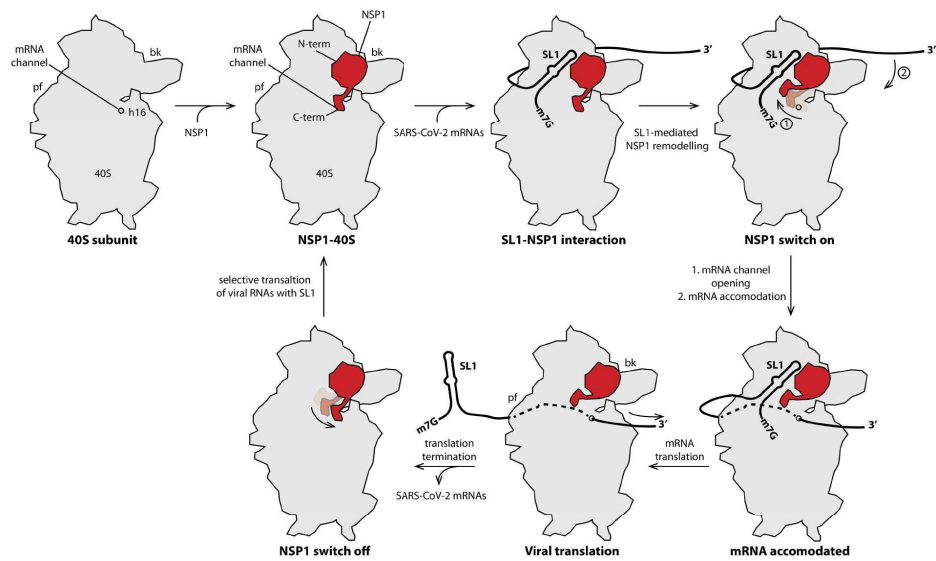 mRNA
channel
bk
pf
h16
40S
40S subunit
NSP1
NSP1
N-term
mRNA
channel
bk
pf
C-term
40S
NSP1-40S
SARS-CoV-2 mRNAs
SL1
3’
m7G
SL1-NSP1 interaction
SL1-mediated
NSP1 remodelling
SL1
3’
2
1
m7G
NSP1 switch on
1. mRNA channel
opening
2. mRNA accomodation
SL1
m7G
3’
mRNA accomodated
mRNA
translation
SL1
bk
pf
m7G
3’
Viral translation
translation
termination
SARS-CoV-2 mRNAs
NSP1 switch off
selective transaltion
of viral RNAs with SL1